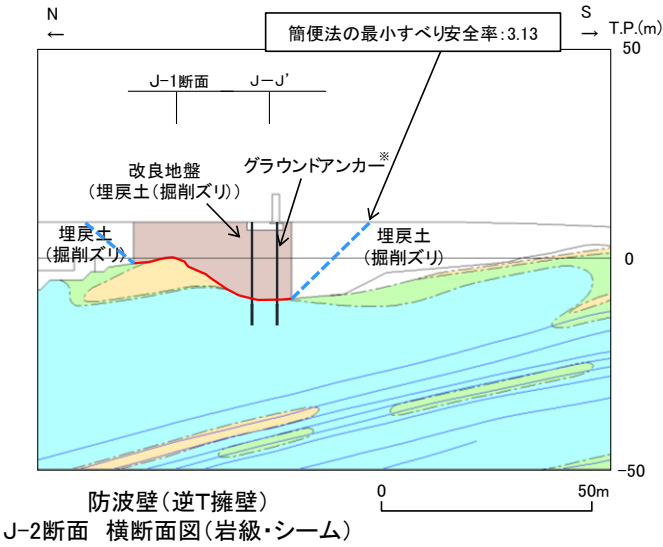 N
←
S
→
T.P.(m)
50
簡便法の最小すべり安全率:3.13
J-1断面
J-J’
改良地盤
(埋戻土(掘削ズリ))
グラウンドアンカー※
埋戻土
(掘削ズリ)
埋戻土
(掘削ズリ)
0
-50
防波壁(逆T擁壁)
0
50m
J-2断面 横断面図(岩級・シーム)